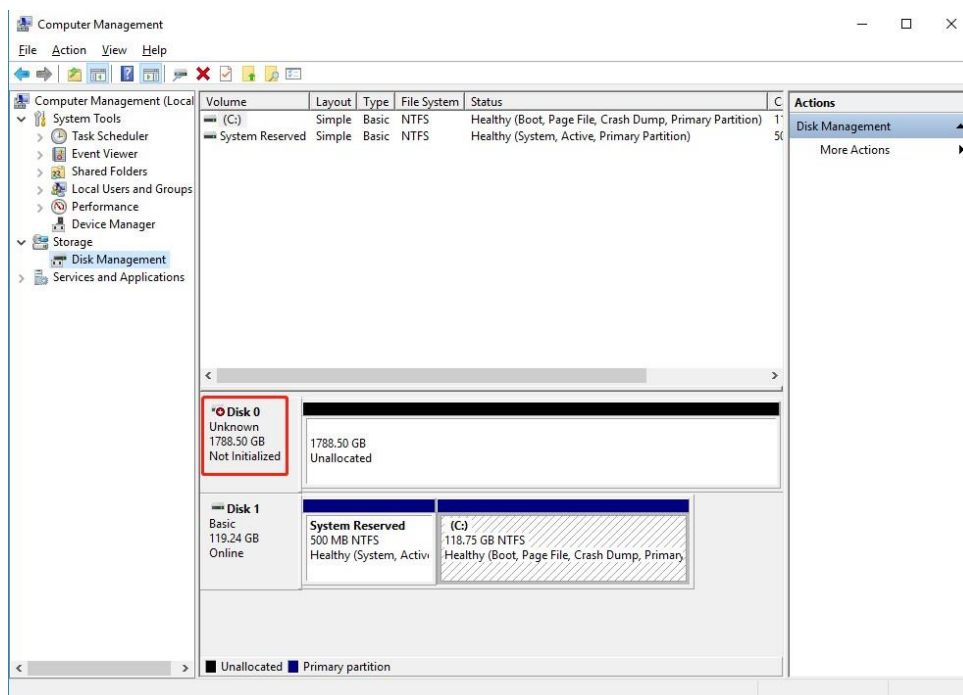 Computer Management
File Action View Help
Computer Management (Local
System Tools
Task Scheduler
Event Viewer
Shared Folders
Local Users and Groups
Performance
Device Manager
Storage
Disk Management
Services and Applications
Volume Layout Type File System Status C
(C:) Simple Basic NTFS Healthy (Boot, Page File, Crash Dump, Primary Partition) 1
System Reserved Simple Basic NTFS Healthy (System, Active, Primary Partition) 50
Actions
Disk Management
More Actions
Disk 0
Unknown
1788.50 GB
Not Initialized
1788.50 GB
Unallocated
Disk 1
Basic
119.24 GB
Online
System Reserved
500 MB NTFS
Healthy (System, Activ
(C:)
118.75 GB NTFS
Healthy (Boot, Page File, Crash Dump, Primary
Unallocated Primary partition